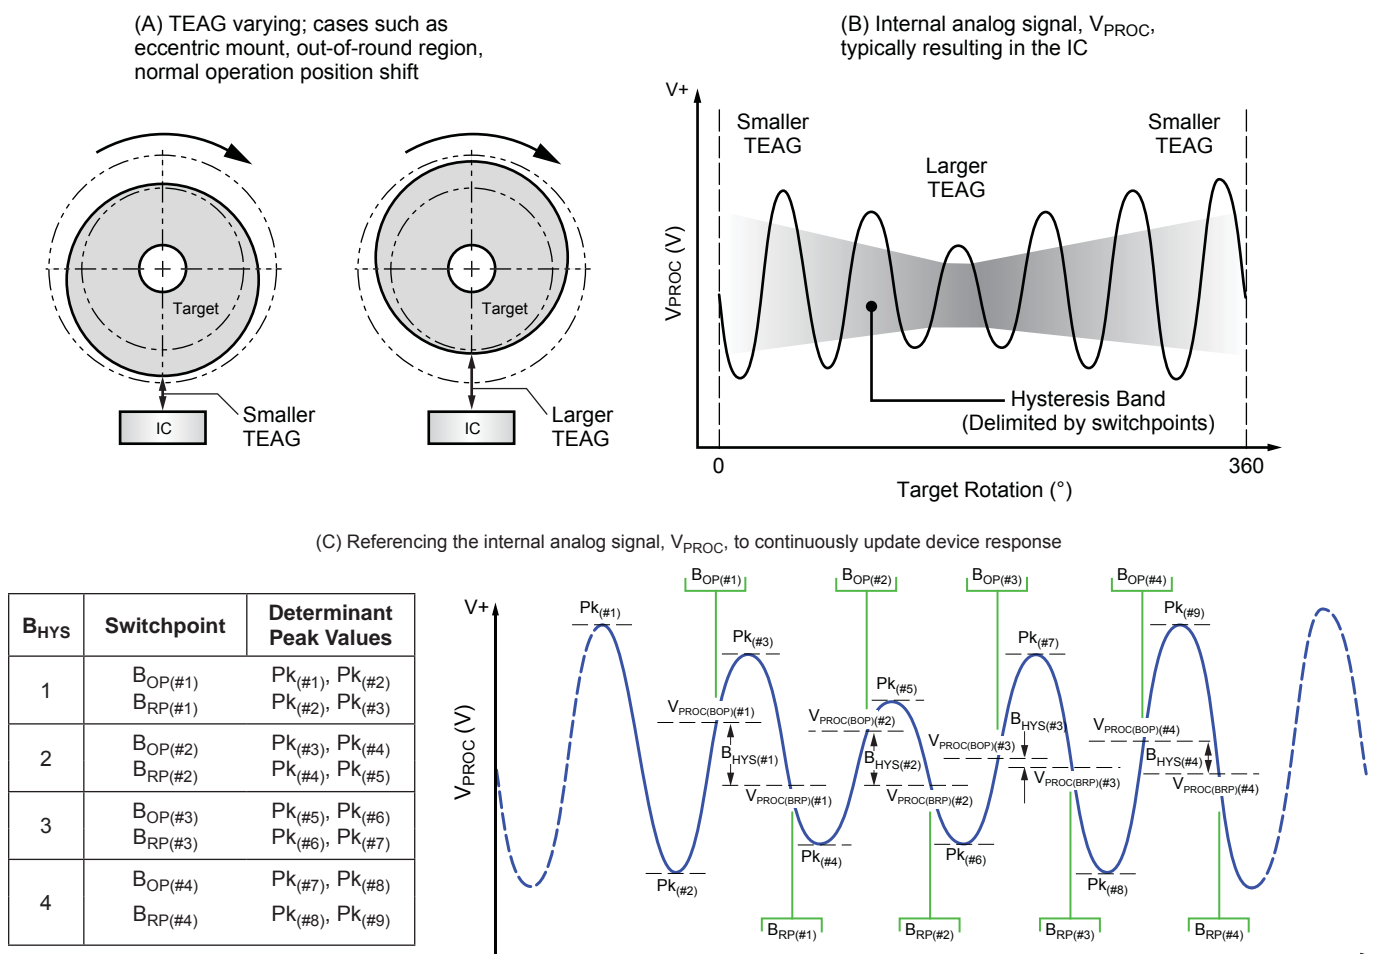 (A) TEAG varying; cases such as
eccentric mount, out-of-round region,
normal operation position shift
Target
IC
Smaller
TEAG
Target
IC
Larger
TEAG
(B) Internal analog signal, VPROC,
typically resulting in the IC
V+
VPROC (V)
Smaller
TEAG
Larger
TEAG
Smaller
TEAG
Hysteresis Band
(Delimited by switchpoints)
0
360
Target Rotation (°)
(C) Referencing the internal analog signal, VPROC, to continuously update device response
BHYS Switchpoint Determinant
Peak Values
1
BOP(#1) Pk(#1), Pk(#2)
BRP(#1) Pk(#2), Pk(#3)
2
BOP(#2) Pk(#3), Pk(#4)
BRP(#2) Pk(#4), Pk(#5)
3
BOP(#3) Pk(#5), Pk(#6)
BRP(#3) Pk(#6), Pk(#7)
4
BOP(#4) Pk(#7), Pk(#8)
BRP(#4) Pk(#8), Pk(#9)
V+
VPROC (V)
BOP(#1) BOP(#2) BOP(#3) BOP(#4)
Pk(#1) Pk(#3) Pk(#5) Pk(#7) Pk(#9)
VPROC(BOP)(#1) VPROC(BOP)(#2) VPROC(BOP)(#3) VPROC(BOP)(#4)
BHYS(#1) BHYS(#2) BHYS(#3) BHYS(#4)
VPROC(BRP)(#1) VPROC(BRP)(#2) VPROC(BRP)(#3) VPROC(BRP)(#4)
Pk(#2) Pk(#4) Pk(#6) Pk(#8)
BRP(#1) BRP(#2) BRP(#3) BRP(#4)